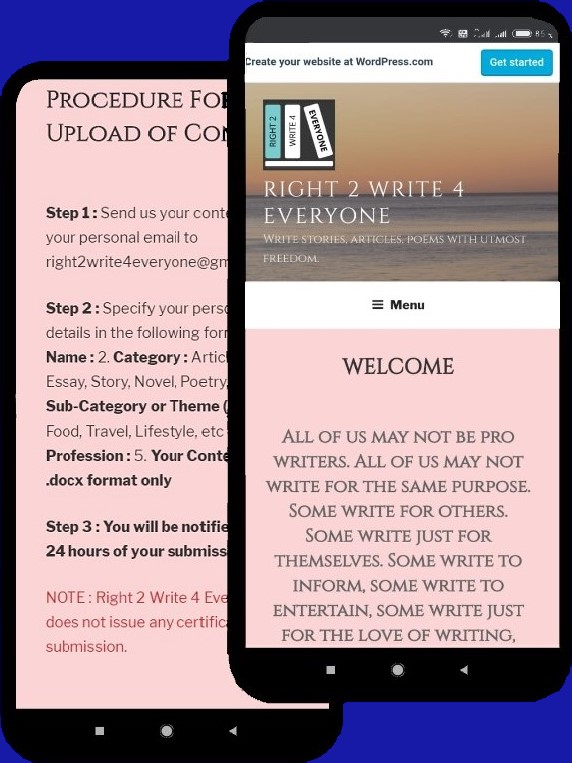 PROCEDURE FO
UPLOAD OF CO
Step 1 : Send us your conte
your personal email to
right2write4everyone@gm
Step 2 : Specify your perso
details in the following for
Name : 2. Category : Artic
Essay, Story, Novel, Poetry,
Sub-Category or Theme (
Food, Travel, Lifestyle, etc
Profession : 5. Your Conte
.docx format only
Step 3 : You will be notifie
24 hours of your submiss
NOTE : Right 2 Write 4 Eve
does not issue any certific
submission.
85
Create your website at WordPress.com
Get started
RIGHT 2
WRITE 4
EVERYONE
RIGHT 2 WRITE 4
EVERYONE
WRITE STORIES, ARTICLES, POEMS WITH UTMOST
FREEDOM.
Menu
WELCOME
ALL OF US MAY NOT BE PRO
WRITERS. ALL OF US MAY NOT
WRITE FOR THE SAME PURPOSE.
SOME WRITE FOR OTHERS.
SOME WRITE JUST FOR
THEMSELVES. SOME WRITE TO
INFORM, SOME WRITE TO
ENTERTAIN, SOME WRITE JUST
FOR THE LOVE OF WRITING,